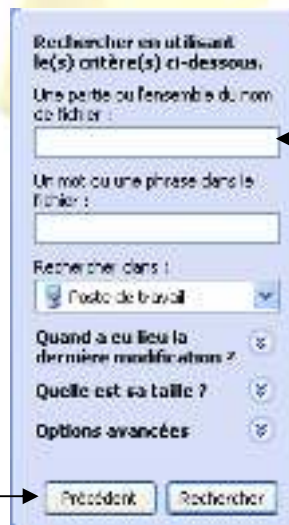 Rechercher en utilisant
le(s) critère(s) ci-dessous.
Une partie ou l'ensemble du nom
de fichier :
Un mot ou une phrase dans le
fichier :
Rechercher dans :
Poste de travail
Quand a eu lieu la
dernière modification ?
Quelle est sa taille ?
Options avancées
Précédent
Rechercher